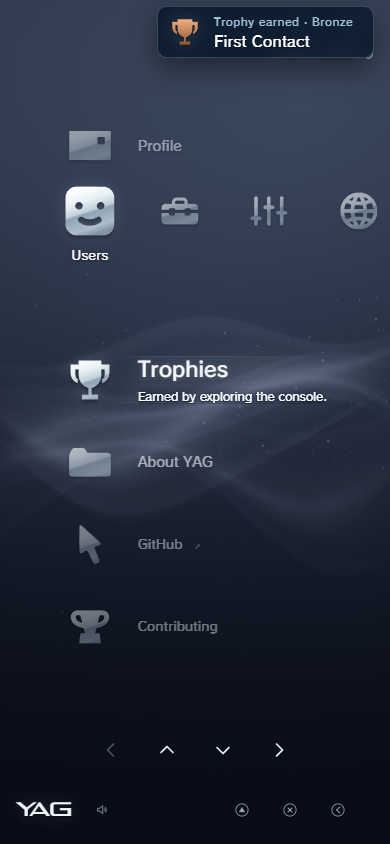 Trophy earned · Bronze
First Contact
Profile
Users
Trophies
Earned by exploring the console.
About YAG
GitHub ↗
Contributing
YAG